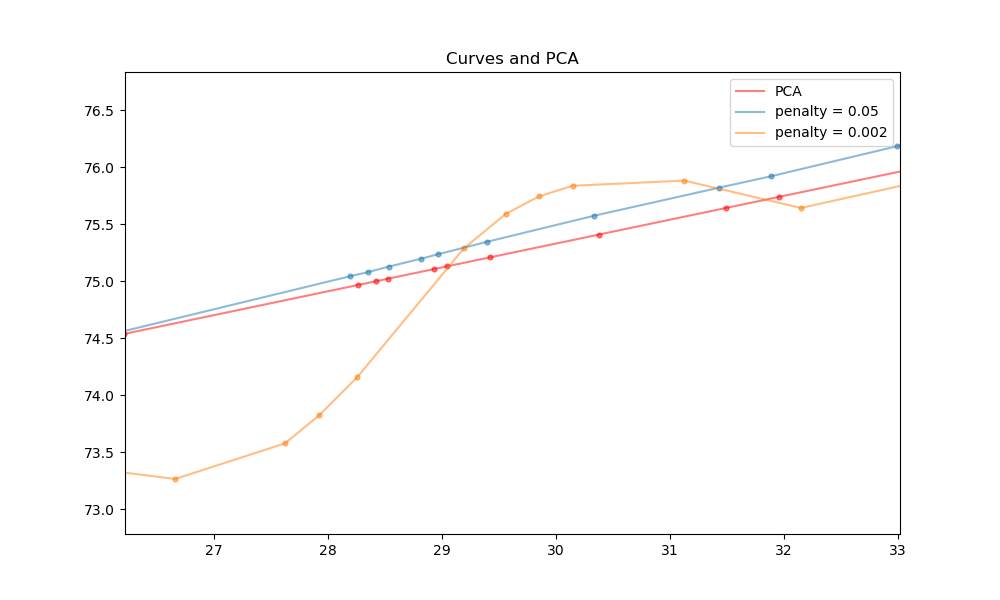 Curves and PCA
PCA
penalty = 0.05
penalty = 0.002
76.5
76.0
75.5
75.0
74.5
74.0
73.5
73.0
27 28 29 30 31 32 33